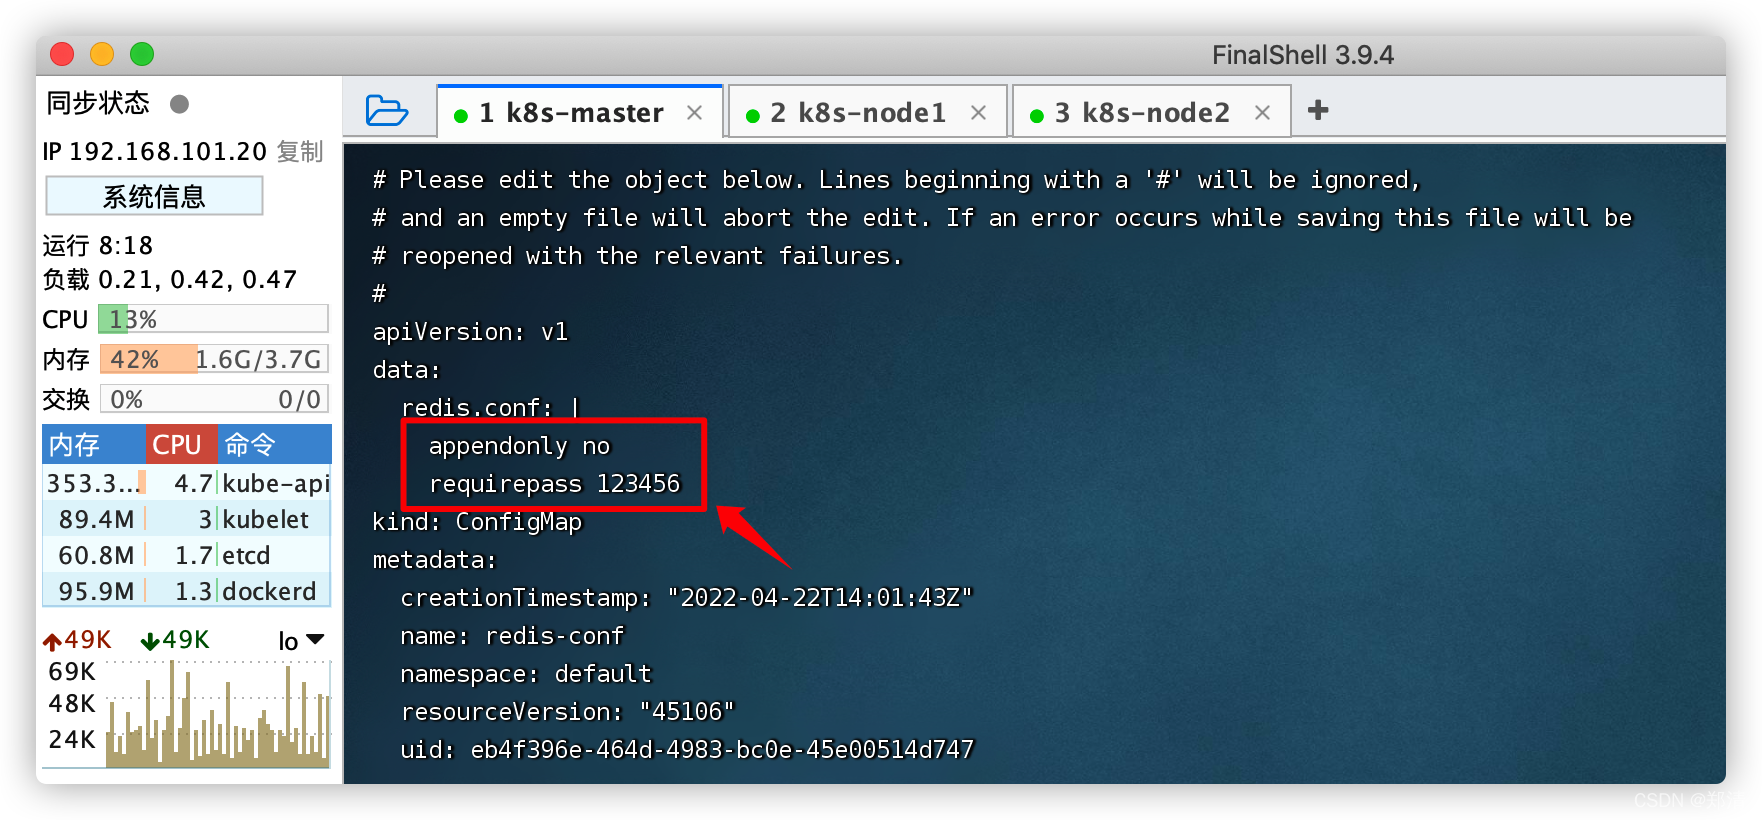 FinalShell 3.9.4
同步状态
IP 192.168.101.20 复制
系统信息
运行 8:18
负载 0.21, 0.42, 0.47
CPU 13%
内存 42% 1.6G/3.7G
交换 0% 0/0
内存 CPU 命令
353.3... 4.7 kube-api
89.4M 3 kubelet
60.8M 1.7 etcd
95.9M 1.3 dockerd
49K 49K lo
69K
48K
24K
1 k8s-master × 2 k8s-node1 × 3 k8s-node2 × +
# Please edit the object below. Lines beginning with a '#' will be ignored,
# and an empty file will abort the edit. If an error occurs while saving this file will be
# reopened with the relevant failures.
#
apiVersion: v1
data:
redis.conf: |
appendonly no
requirepass 123456
kind: ConfigMap
metadata:
creationTimestamp: "2022-04-22T14:01:43Z"
name: redis-conf
namespace: default
resourceVersion: "45106"
uid: eb4f396e-464d-4983-bc0e-45e00514d747
CSDN